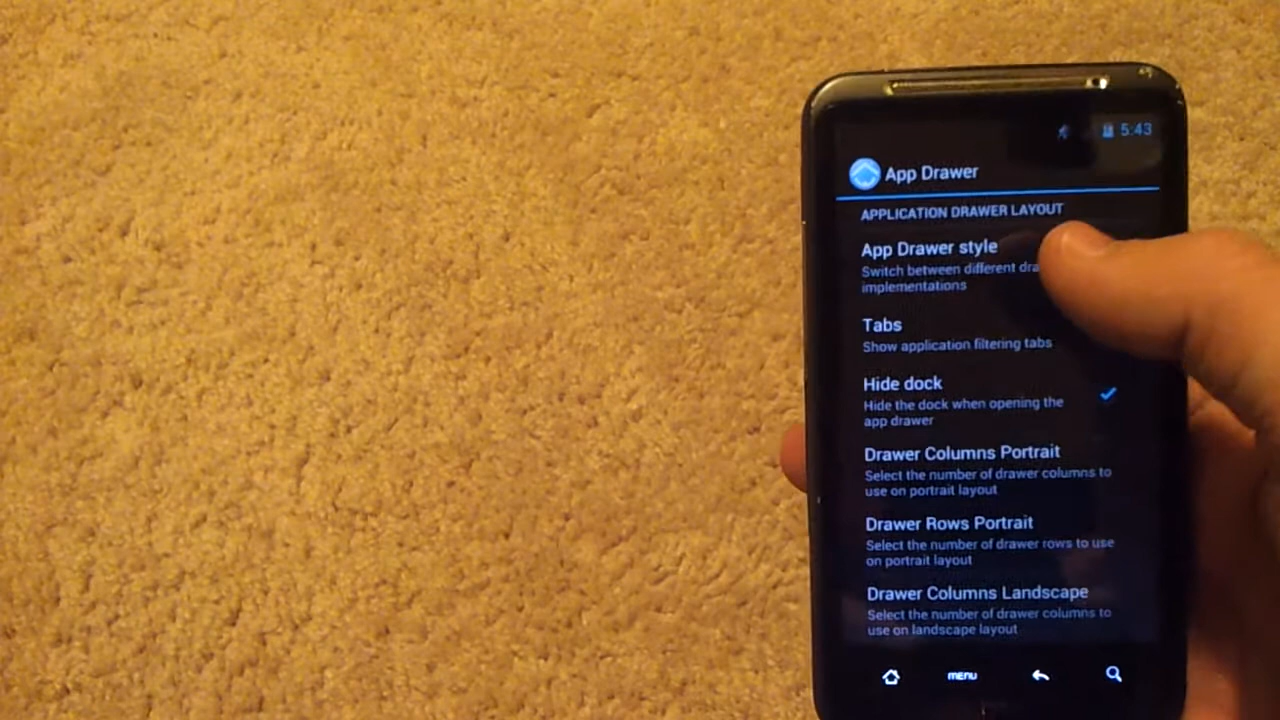 5:43
App Drawer
APPLICATION DRAWER LAYOUT
App Drawer style
Switch between different
implementations
Tabs
Show application filtering tabs
Hide dock
Hide the dock when opening the
app drawer
Drawer Columns Portrait
Select the number of drawer columns to
use on portrait layout
Drawer Rows Portrait
Select the number of drawer rows to use
on portrait layout
Drawer Columns Landscape
Select the number of drawer columns to
use on landscape layout
MENU